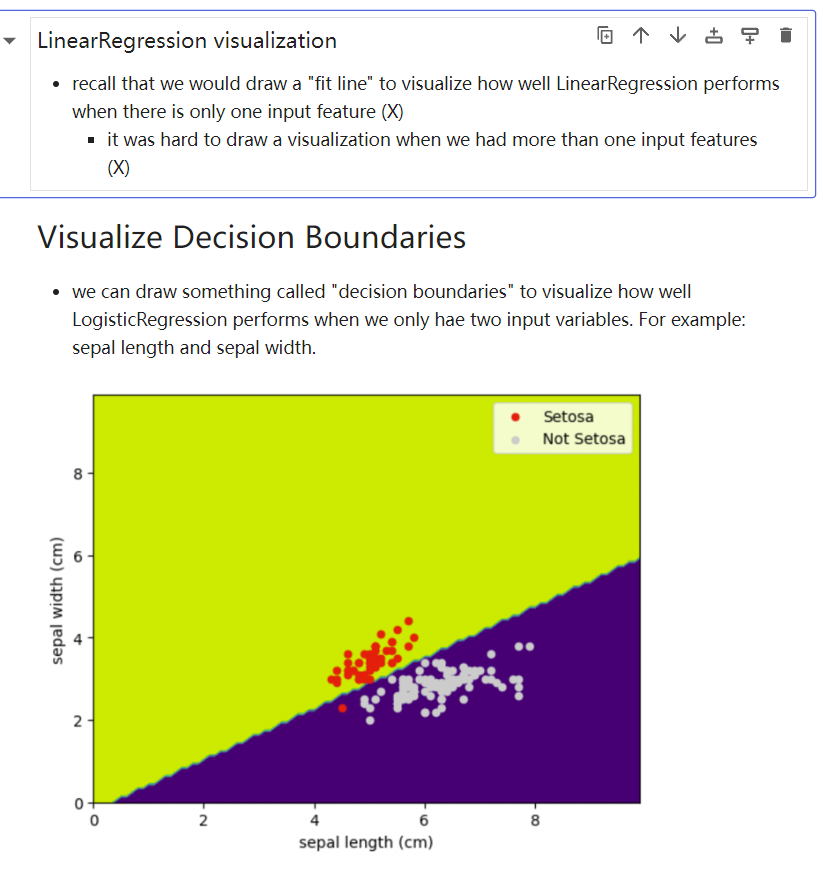 LinearRegression visualization
recall that we would draw a "fit line" to visualize how well LinearRegression performs
when there is only one input feature (X)
it was hard to draw a visualization when we had more than one input features
(X)
Visualize Decision Boundaries
we can draw something called "decision boundaries" to visualize how well
LogisticRegression performs when we only hae two input variables. For example:
sepal length and sepal width.
Setosa
Not Setosa
8
6
4
2
0
sepal width (cm)
0 2 4 6 8
sepal length (cm)